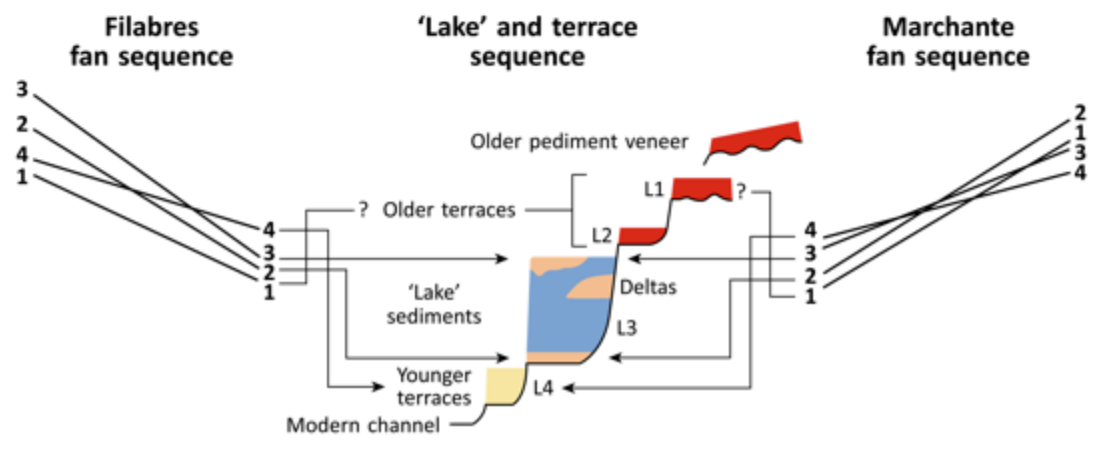 Filabres
fan sequence
‘Lake’ and terrace
sequence
Marchante
fan sequence
3
2
4
1
4
3
2
1
Older pediment veneer
L1
?
? Older terraces
L2
‘Lake’
sediments
Deltas
L3
Younger
terraces
L4
Modern channel
2
1
3
4
4
3
2
1